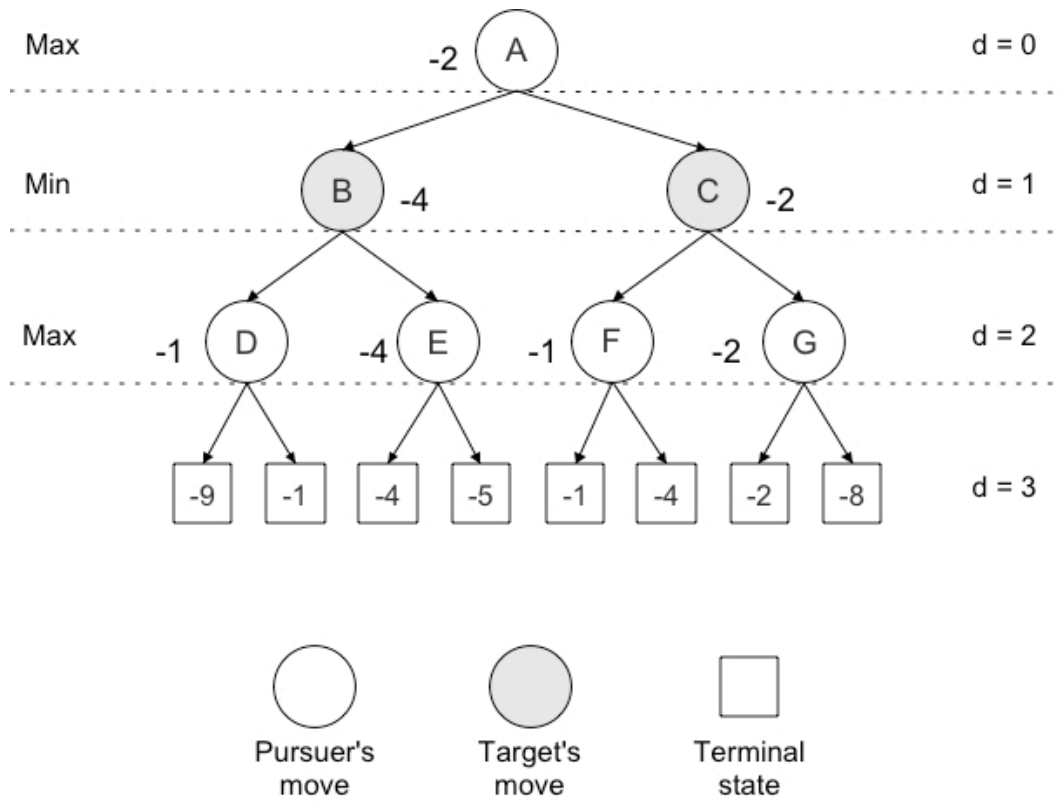 Max
A
-2
d = 0
Min
B
-4
C
-2
d = 1
Max
-1
D
-4
E
-1
F
-2
G
d = 2
-9
-1
-4
-5
-1
-4
-2
-8
d = 3
Pursuer's
move
Target's
move
Terminal
state